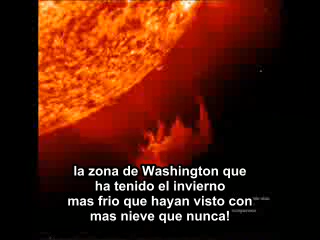 la zona de Washington que
ha tenido el invierno
mas frio que hayan visto con
mas nieve que nunca!